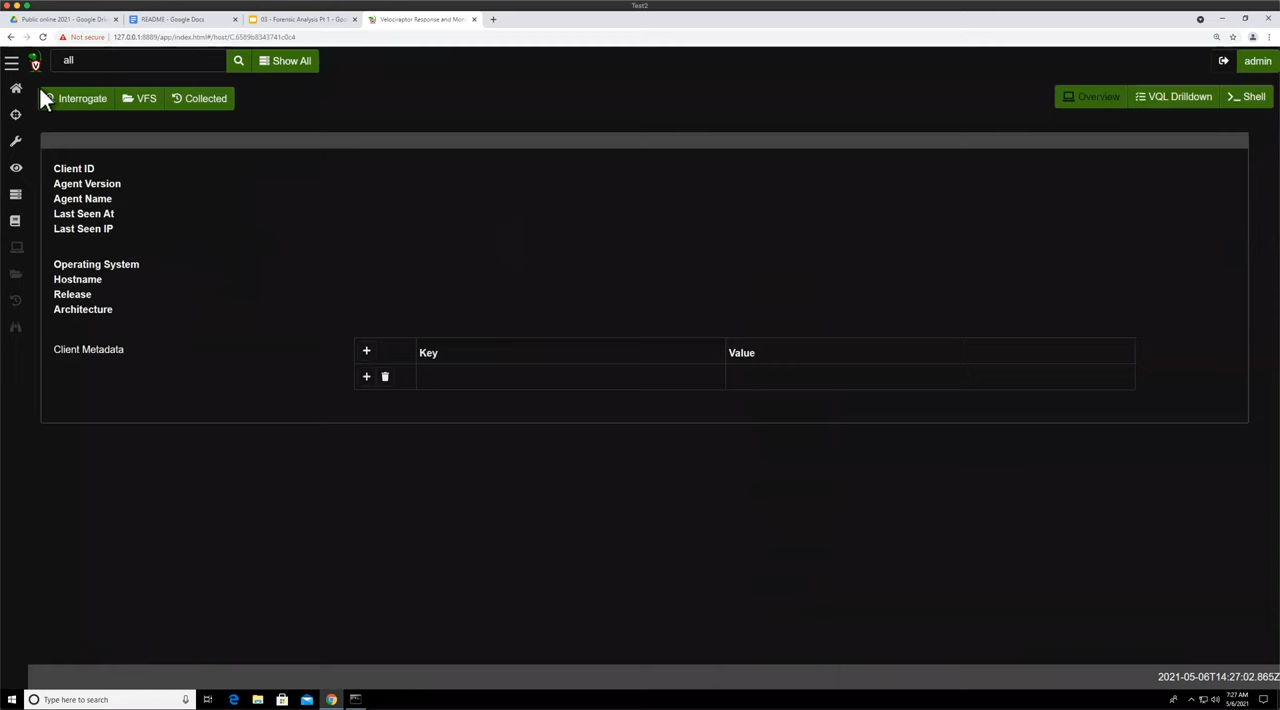 Test2
Public online 2021 - Google Driv
README - Google Docs
03 - Forensic Analysis Pt 1 - Goo
Velociraptor Response and Mon
Not secure | 127.0.0.1:8889/app/index.html#/host/C.6589b8343741c0c4
all
Show All
admin
Interrogate
VFS
Collected
Overview
VQL Drilldown
>_ Shell
Client ID
Agent Version
Agent Name
Last Seen At
Last Seen IP
Operating System
Hostname
Release
Architecture
Client Metadata
Key
Value
2021-05-06T14:27:02.865Z
Type here to search
7:27 AM
5/6/2021